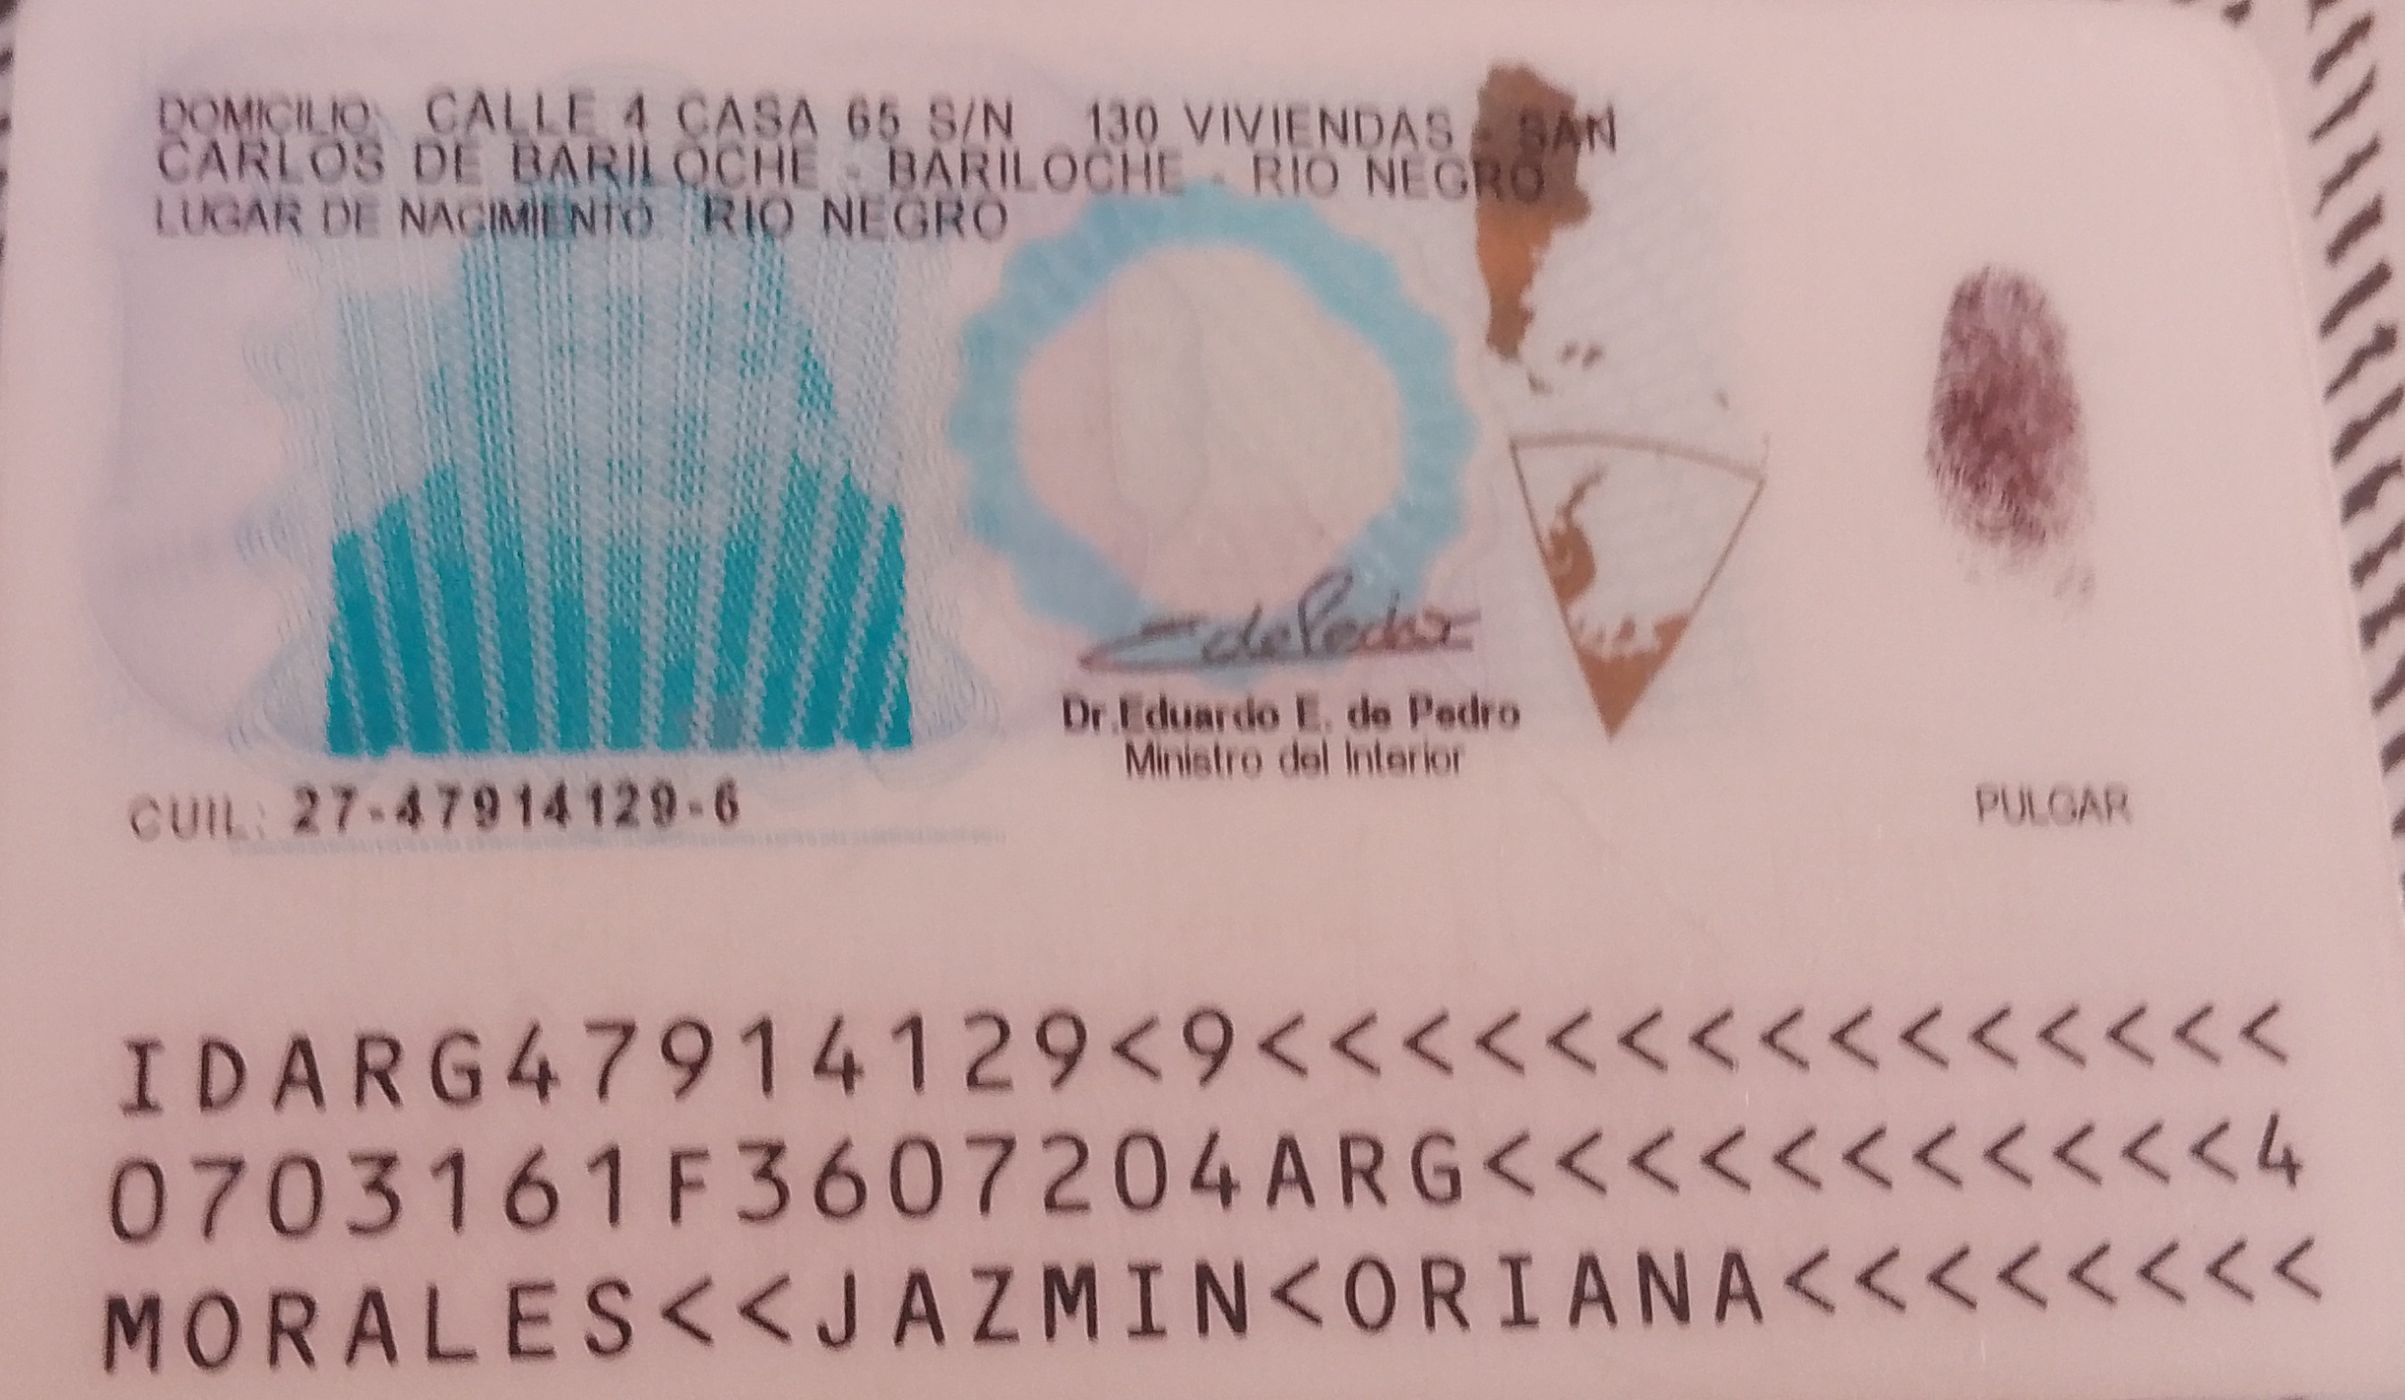 DOMICILIO: CALLE 4 CASA 65 S/N 130 VIVIENDAS - SAN
CARLOS DE BARILOCHE - BARILOCHE - RIO NEGRO
LUGAR DE NACIMIENTO: RIO NEGRO
E de Pedro
Dr. Eduardo E. de Pedro
Ministro del Interior
CUIL: 27-47914129-6
PULGAR
IDARG47914129<9<<<<<<<<<<<<<<<
0703161F3607204ARG<<<<<<<<<<<4
MORALES<<JAZMIN<ORIANA<<<<<<<<